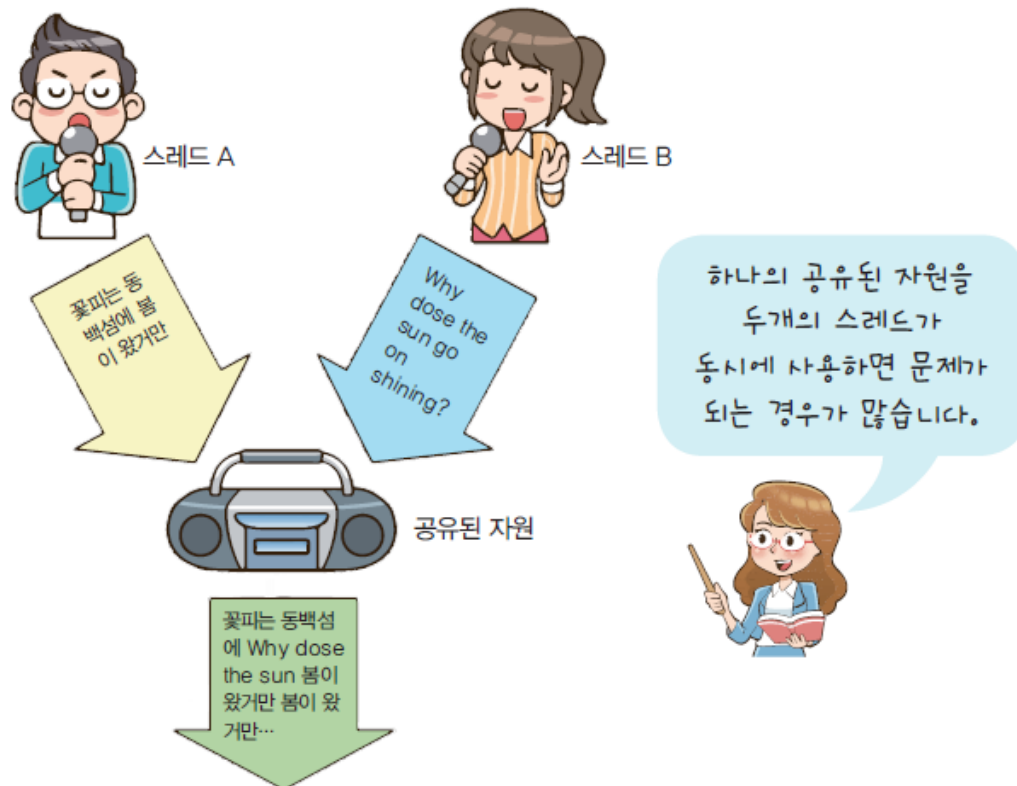 스레드 A
스레드 B
꽃피는 동
백섬에 봄
이 왔거만
Why
dose the
sun go
on
shining?
하나의 공유된 자원을
두개의 스레드가
동시에 사용하면 문제가
되는 경우가 많습니다.
공유된 자원
꽃피는 동백섬
에 Why dose
the sun 봄이
왔거만 봄이 왔
거만…